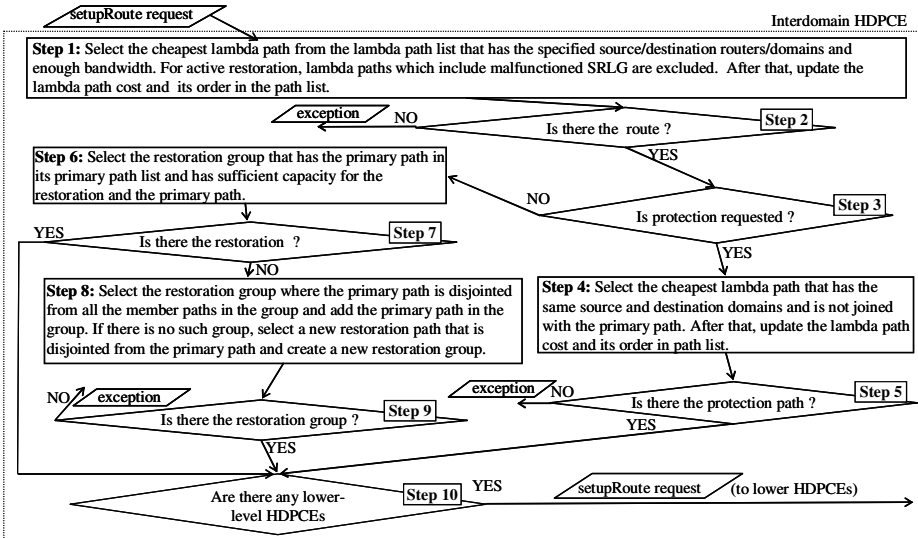 setupRoute request
Interdomain HDPCE
Step 1: Select the cheapest lambda path from the lambda path list that has the specified source/destination routers/domains and
enough bandwidth. For active restoration, lambda paths which include malfunctioned SRLG are excluded. After that, update the
lambda path cost and its order in the path list.
exception
NO
Is there the route ?
Step 2
YES
Step 6: Select the restoration group that has the primary path in
its primary path list and has sufficient capacity for the
restoration and the primary path.
NO
Is protection requested ?
Step 3
YES
YES
Is there the restoration ?
Step 7
NO
Step 8: Select the restoration group where the primary path is disjointed
from all the member paths in the group and add the primary path in the
group. If there is no such group, select a new restoration path that is
disjointed from the primary path and create a new restoration group.
Step 4: Select the cheapest lambda path that has the
same source and destination domains and is not joined
with the primary path. After that, update the lambda path
cost and its order in path list.
NO
exception
Is there the restoration group ?
Step 9
YES
exception
NO
Is there the protection path ?
Step 5
YES
Are there any lower-
level HDPCEs
Step 10
YES
setupRoute request
(to lower HDPCEs)